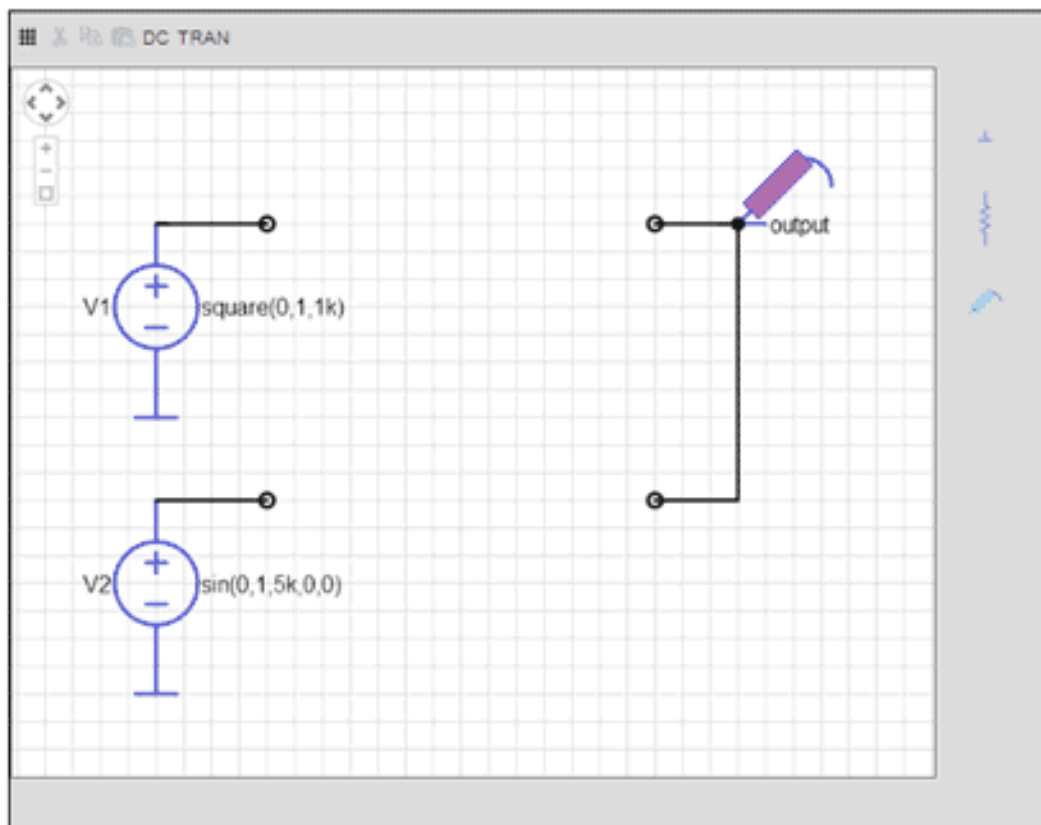 DC TRAN
output
V1 square(0,1,1k)
V2 sin(0,1,5k,0,0)